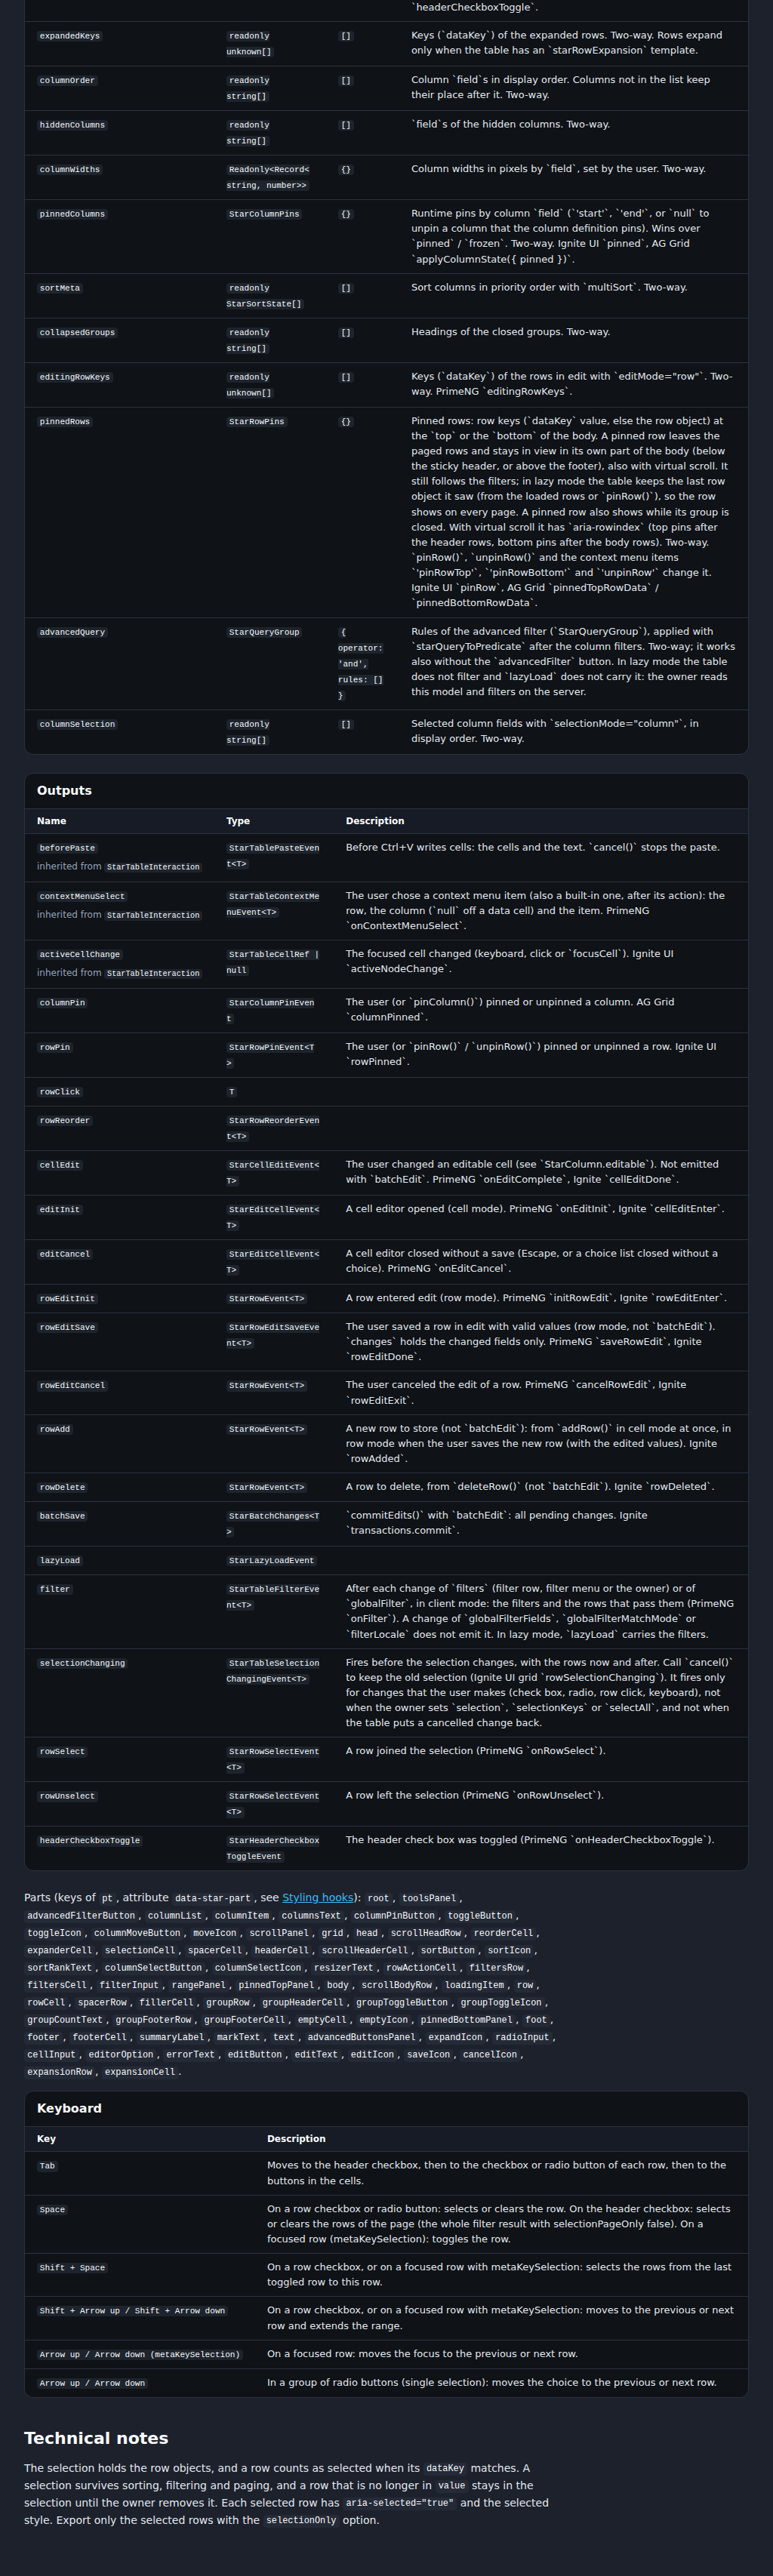 `headerCheckboxToggle`.
expandedKeys readonly [] Keys (`dataKey`) of the expanded rows. Two-way. Rows expand
unknown[] only when the table has an `starRowExpansion` template.
columnOrder readonly [] Column `field`s in display order. Columns not in the list keep
string[] their place after it. Two-way.
hiddenColumns readonly [] `field`s of the hidden columns. Two-way.
string[]
columnWidths Readonly<Record< {} Column widths in pixels by `field`, set by the user. Two-way.
string, number>>
pinnedColumns StarColumnPins {} Runtime pins by column `field` (`'start'`, `'end'`, or `null` to
unpin a column that the column definition pins). Wins over
`pinned` / `frozen`. Two-way. Ignite UI `pinned`, AG Grid
`applyColumnState({ pinned })`.
sortMeta readonly [] Sort columns in priority order with `multiSort`. Two-way.
StarSortState[]
collapsedGroups readonly [] Headings of the closed groups. Two-way.
string[]
editingRowKeys readonly [] Keys (`dataKey`) of the rows in edit with `editMode="row"`. Two-
unknown[] way. PrimeNG `editingRowKeys`.
pinnedRows StarRowPins {} Pinned rows: row keys (`dataKey` value, else the row object) at
the `top` or the `bottom` of the body. A pinned row leaves the
paged rows and stays in view in its own part of the body (below
the sticky header, or above the footer), also with virtual scroll. It
still follows the filters; in lazy mode the table keeps the last row
object it saw (from the loaded rows or `pinRow()`), so the row
shows on every page. A pinned row also shows while its group is
closed. With virtual scroll it has `aria-rowindex` (top pins after
the header rows, bottom pins after the body rows). Two-way.
`pinRow()`, `unpinRow()` and the context menu items
`'pinRowTop'`, `'pinRowBottom'` and `'unpinRow'` change it.
Ignite UI `pinRow`, AG Grid `pinnedTopRowData` /
`pinnedBottomRowData`.
advancedQuery StarQueryGroup { Rules of the advanced filter (`StarQueryGroup`), applied with
operator: `starQueryToPredicate` after the column filters. Two-way; it works
'and', also without the `advancedFilter` button. In lazy mode the table
rules: [] does not filter and `lazyLoad` does not carry it: the owner reads
} this model and filters on the server.
columnSelection readonly [] Selected column fields with `selectionMode="column"`, in
string[] display order. Two-way.
Outputs
Name Type Description
beforePaste StarTablePasteEven Before Ctrl+V writes cells: the cells and the text. `cancel()` stops the paste.
inherited from StarTableInteraction t<T>
contextMenuSelect StarTableContextMe The user chose a context menu item (also a built-in one, after its action): the
inherited from StarTableInteraction nuEvent<T> row, the column (`null` off a data cell) and the item. PrimeNG
`onContextMenuSelect`.
activeCellChange StarTableCellRef | The focused cell changed (keyboard, click or `focusCell`). Ignite UI
inherited from StarTableInteraction null `activeNodeChange`.
columnPin StarColumnPinEven The user (or `pinColumn()`) pinned or unpinned a column. AG Grid
t `columnPinned`.
rowPin StarRowPinEvent<T The user (or `pinRow()` / `unpinRow()`) pinned or unpinned a row. Ignite UI
> `rowPinned`.
rowClick T
rowReorder StarRowReorderEven
t<T>
cellEdit StarCellEditEvent< The user changed an editable cell (see `StarColumn.editable`). Not emitted
T> with `batchEdit`. PrimeNG `onEditComplete`, Ignite `cellEditDone`.
editInit StarEditCellEvent< A cell editor opened (cell mode). PrimeNG `onEditInit`, Ignite `cellEditEnter`.
T>
editCancel StarEditCellEvent< A cell editor closed without a save (Escape, or a choice list closed without a
T> choice). PrimeNG `onEditCancel`.
rowEditInit StarRowEvent<T> A row entered edit (row mode). PrimeNG `initRowEdit`, Ignite `rowEditEnter`.
rowEditSave StarRowEditSaveEve The user saved a row in edit with valid values (row mode, not `batchEdit`).
nt<T> `changes` holds the changed fields only. PrimeNG `saveRowEdit`, Ignite
`rowEditDone`.
rowEditCancel StarRowEvent<T> The user canceled the edit of a row. PrimeNG `cancelRowEdit`, Ignite
`rowEditExit`.
rowAdd StarRowEvent<T> A new row to store (not `batchEdit`): from `addRow()` in cell mode at once, in
row mode when the user saves the new row (with the edited values). Ignite
`rowAdded`.
rowDelete StarRowEvent<T> A row to delete, from `deleteRow()` (not `batchEdit`). Ignite `rowDeleted`.
batchSave StarBatchChanges<T `commitEdits()` with `batchEdit`: all pending changes. Ignite
> `transactions.commit`.
lazyLoad StarLazyLoadEvent
filter StarTableFilterEve After each change of `filters` (filter row, filter menu or the owner) or of
nt<T> `globalFilter`, in client mode: the filters and the rows that pass them (PrimeNG
`onFilter`). A change of `globalFilterFields`, `globalFilterMatchMode` or
`filterLocale` does not emit it. In lazy mode, `lazyLoad` carries the filters.
selectionChanging StarTableSelection Fires before the selection changes, with the rows now and after. Call `cancel()`
ChangingEvent<T> to keep the old selection (Ignite UI grid `rowSelectionChanging`). It fires only
for changes that the user makes (check box, radio, row click, keyboard), not
when the owner sets `selection`, `selectionKeys` or `selectAll`, and not when
the table puts a cancelled change back.
rowSelect StarRowSelectEvent A row joined the selection (PrimeNG `onRowSelect`).
<T>
rowUnselect StarRowSelectEvent A row left the selection (PrimeNG `onRowUnselect`).
<T>
headerCheckboxToggle StarHeaderCheckbox The header check box was toggled (PrimeNG `onHeaderCheckboxToggle`).
ToggleEvent
Parts (keys of pt, attribute data-star-part, see Styling hooks): root, toolsPanel,
advancedFilterButton, columnList, columnItem, columnsText, columnPinButton, toggleButton,
toggleIcon, columnMoveButton, moveIcon, scrollPanel, grid, head, scrollHeadRow, reorderCell,
expanderCell, selectionCell, spacerCell, headerCell, scrollHeaderCell, sortButton, sortIcon,
sortRankText, columnSelectButton, columnSelectIcon, resizerText, rowActionCell, filtersRow,
filtersCell, filterInput, rangePanel, pinnedTopPanel, body, scrollBodyRow, loadingItem, row,
rowCell, spacerRow, fillerCell, groupRow, groupHeaderCell, groupToggleButton, groupToggleIcon,
groupCountText, groupFooterRow, groupFooterCell, emptyCell, emptyIcon, pinnedBottomPanel, foot,
footer, footerCell, summaryLabel, markText, text, advancedButtonsPanel, expandIcon, radioInput,
cellInput, editorOption, errorText, editButton, editText, editIcon, saveIcon, cancelIcon,
expansionRow, expansionCell.
Keyboard
Key Description
Tab Moves to the header checkbox, then to the checkbox or radio button of each row, then to the
buttons in the cells.
Space On a row checkbox or radio button: selects or clears the row. On the header checkbox: selects
or clears the rows of the page (the whole filter result with selectionPageOnly false). On a
focused row (metaKeySelection): toggles the row.
Shift + Space On a row checkbox, or on a focused row with metaKeySelection: selects the rows from the last
toggled row to this row.
Shift + Arrow up / Shift + Arrow down On a row checkbox, or on a focused row with metaKeySelection: moves to the previous or next
row and extends the range.
Arrow up / Arrow down (metaKeySelection) On a focused row: moves the focus to the previous or next row.
Arrow up / Arrow down In a group of radio buttons (single selection): moves the choice to the previous or next row.
Technical notes
The selection holds the row objects, and a row counts as selected when its dataKey matches. A
selection survives sorting, filtering and paging, and a row that is no longer in value stays in the
selection until the owner removes it. Each selected row has aria-selected="true" and the selected
style. Export only the selected rows with the selectionOnly option.